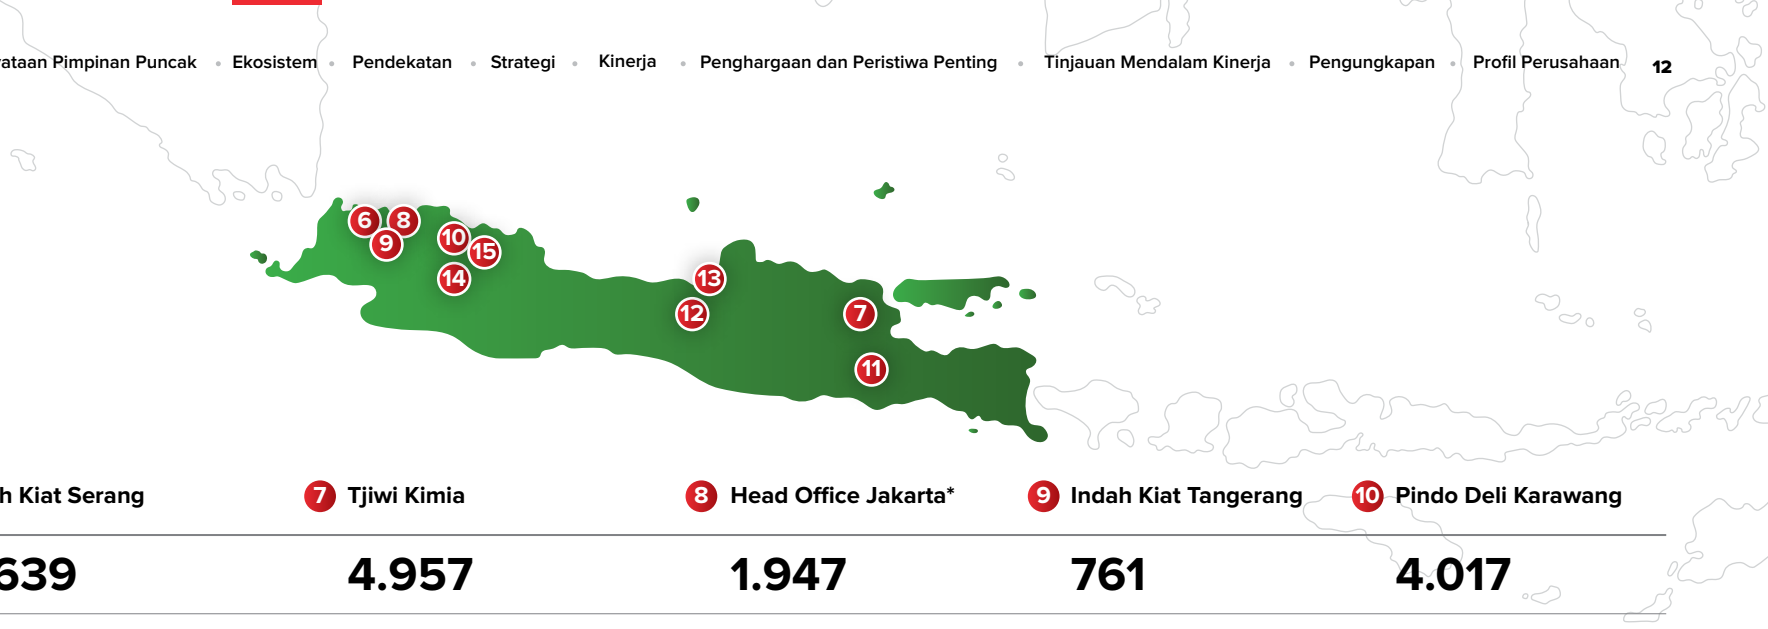 Pimpinan Puncak • Ekosistem • Pendekatan • Strategi • Kinerja • Penghargaan dan Peristiwa Penting • Tinjauan Mendalam Kinerja • Pengungkapan • Profil Perusahaan 12
6 8
9 10 15
14 13
12 7
11
Kiat Serang 7 Tjiwi Kimia 8 Head Office Jakarta* 9 Indah Kiat Tangerang 10 Pindo Deli Karawang
639 4.957 1.947 761 4.017